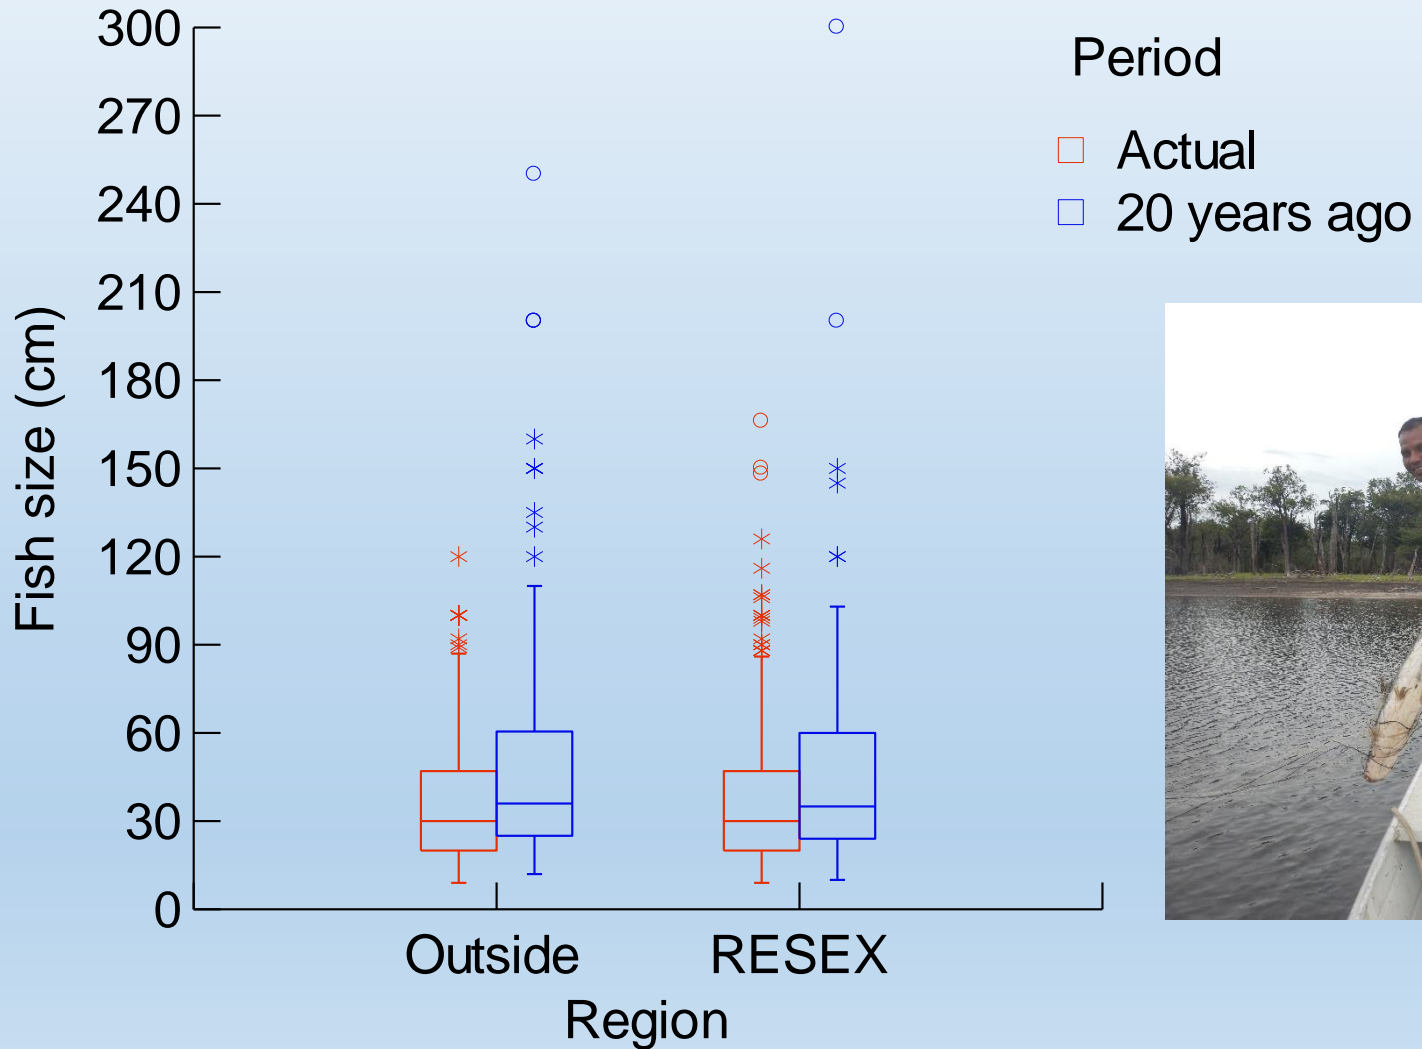 300
270
240
210
180
150
120
90
60
30
0
Fish size (cm)
Outside
RESEX
Region
Period
Actual
20 years ago